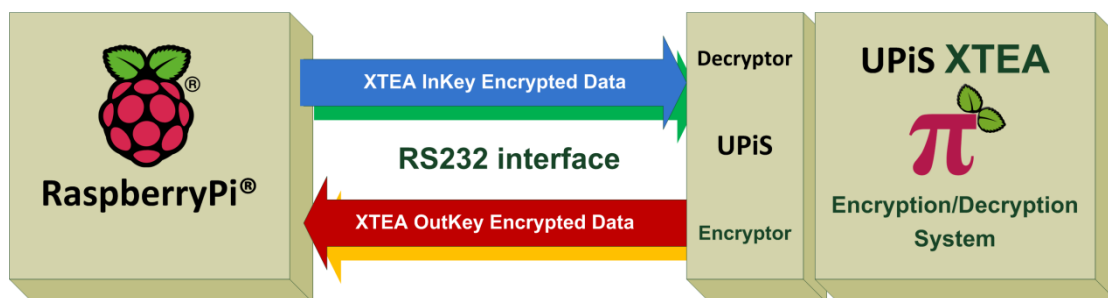 ®
RaspberryPi®
XTEA InKey Encrypted Data
RS232 interface
XTEA OutKey Encrypted Data
Decryptor
UPiS
Encryptor
UPiS XTEA
π
Encryption/Decryption
System